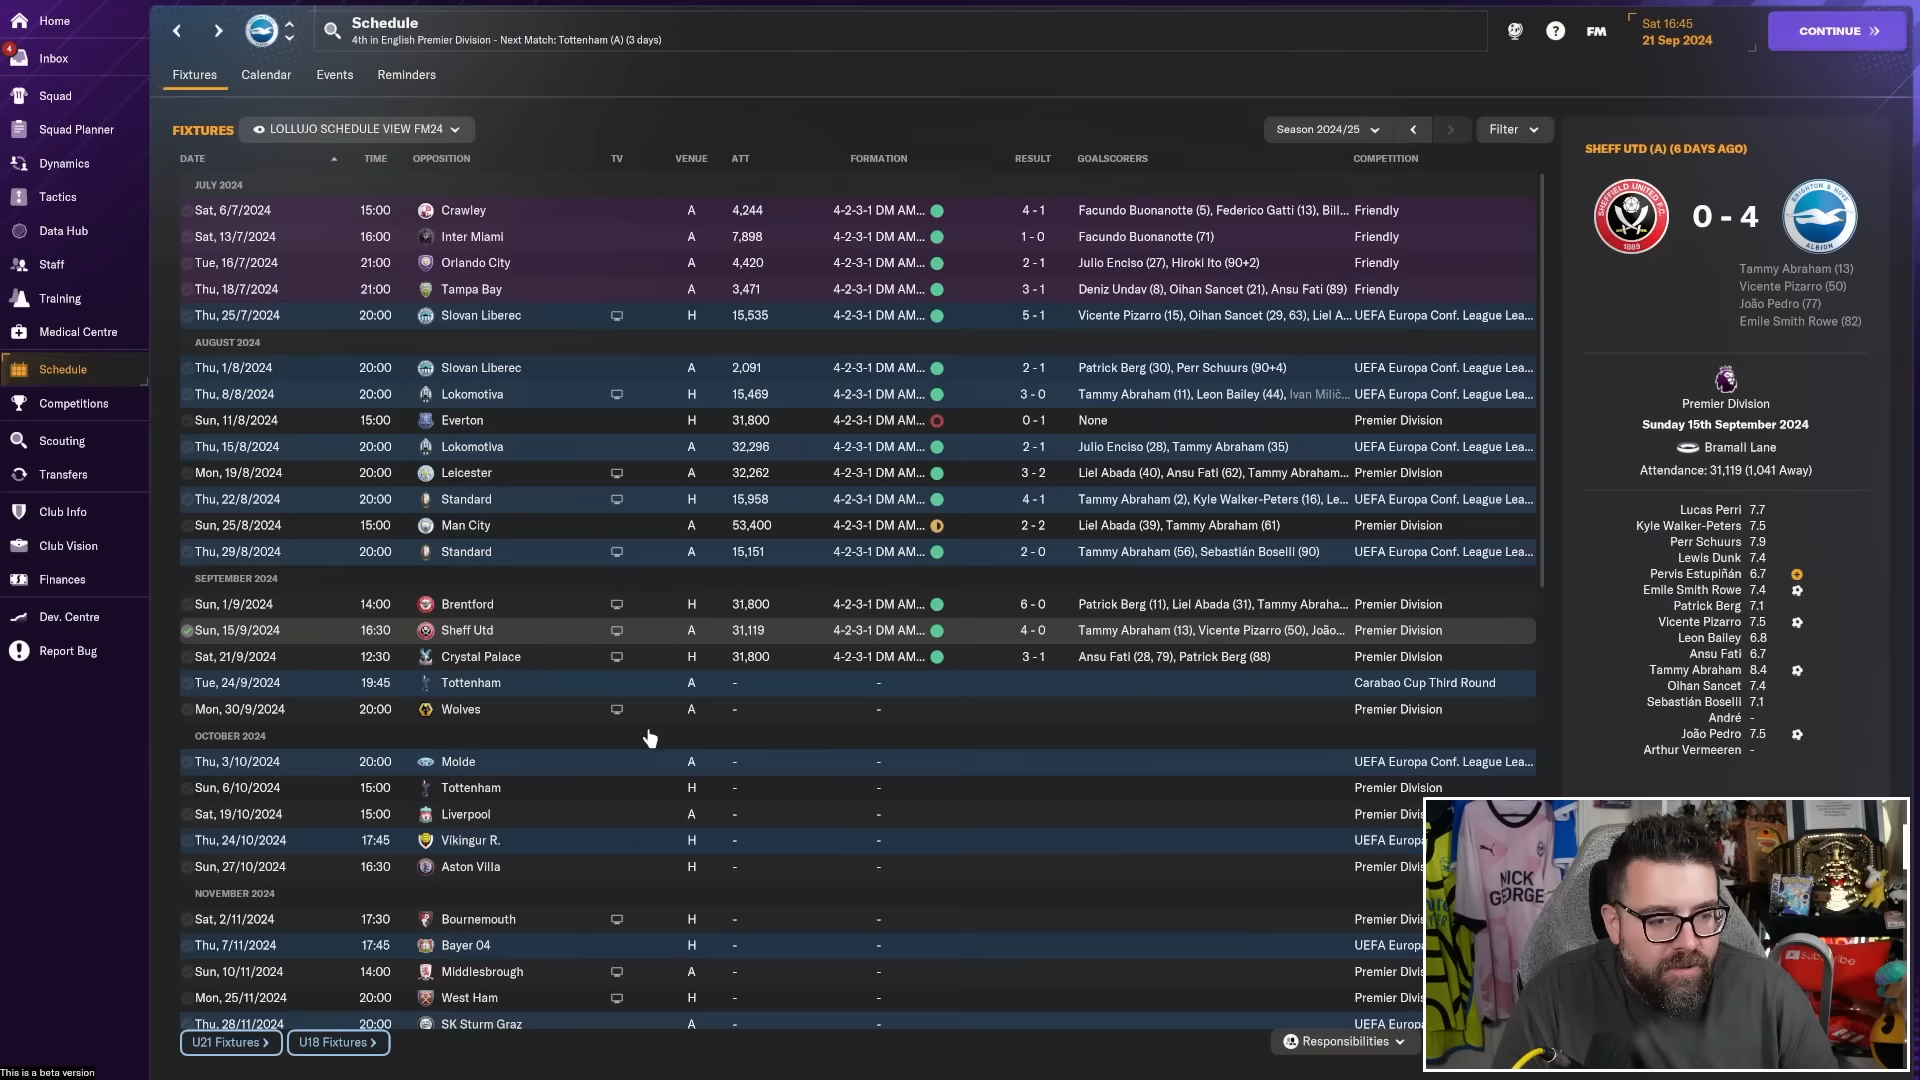 Home
4
Inbox
Squad
Squad Planner
Dynamics
Tactics
Data Hub
Staff
Training
Medical Centre
Schedule
Competitions
Scouting
Transfers
Club Info
Club Vision
Finances
Dev. Centre
Report Bug
This is a beta version
Schedule
4th in English Premier Division - Next Match: Tottenham (A) (3 days)
? FM
Sat 16:45
21 Sep 2024
CONTINUE
Fixtures Calendar Events Reminders
FIXTURES LOLLUJO SCHEDULE VIEW FM24 Season 2024/25 Filter
DATE TIME OPPOSITION TV VENUE ATT FORMATION RESULT GOALSCORERS COMPETITION
JULY 2024
Sat, 6/7/2024 15:00 Crawley A 4,244 4-2-3-1 DM AM... 4 - 1 Facundo Buonanotte (5), Federico Gatti (13), Bill... Friendly
Sat, 13/7/2024 16:00 Inter Miami A 7,898 4-2-3-1 DM AM... 1 - 0 Facundo Buonanotte (71) Friendly
Tue, 16/7/2024 21:00 Orlando City A 4,420 4-2-3-1 DM AM... 2 - 1 Julio Enciso (27), Hiroki Ito (90+2) Friendly
Thu, 18/7/2024 21:00 Tampa Bay A 3,471 4-2-3-1 DM AM... 3 - 1 Deniz Undav (8), Oihan Sancet (21), Ansu Fati (89) Friendly
Thu, 25/7/2024 20:00 Slovan Liberec H 15,535 4-2-3-1 DM AM... 5 - 1 Vicente Pizarro (15), Oihan Sancet (29, 63), Liel A... UEFA Europa Conf. League Lea...
AUGUST 2024
Thu, 1/8/2024 20:00 Slovan Liberec A 2,091 4-2-3-1 DM AM... 2 - 1 Patrick Berg (30), Perr Schuurs (90+4) UEFA Europa Conf. League Lea...
Thu, 8/8/2024 20:00 Lokomotiva H 15,469 4-2-3-1 DM AM... 3 - 0 Tammy Abraham (11), Leon Bailey (44), Ivan Milič... UEFA Europa Conf. League Lea...
Sun, 11/8/2024 15:00 Everton H 31,800 4-2-3-1 DM AM... 0 - 1 None Premier Division
Thu, 15/8/2024 20:00 Lokomotiva A 32,296 4-2-3-1 DM AM... 2 - 1 Julio Enciso (28), Tammy Abraham (35) UEFA Europa Conf. League Lea...
Mon, 19/8/2024 20:00 Leicester A 32,262 4-2-3-1 DM AM... 3 - 2 Liel Abada (40), Ansu Fati (62), Tammy Abraham... Premier Division
Thu, 22/8/2024 20:00 Standard H 15,958 4-2-3-1 DM AM... 4 - 1 Tammy Abraham (2), Kyle Walker-Peters (16), Le... UEFA Europa Conf. League Lea...
Sun, 25/8/2024 15:00 Man City A 53,400 4-2-3-1 DM AM... 2 - 2 Liel Abada (39), Tammy Abraham (61) Premier Division
Thu, 29/8/2024 20:00 Standard A 15,151 4-2-3-1 DM AM... 2 - 0 Tammy Abraham (56), Sebastián Boselli (90) UEFA Europa Conf. League Lea...
SEPTEMBER 2024
Sun, 1/9/2024 14:00 Brentford H 31,800 4-2-3-1 DM AM... 6 - 0 Patrick Berg (11), Liel Abada (31), Tammy Abraha... Premier Division
Sun, 15/9/2024 16:30 Sheff Utd A 31,119 4-2-3-1 DM AM... 4 - 0 Tammy Abraham (13), Vicente Pizarro (50), João... Premier Division
Sat, 21/9/2024 12:30 Crystal Palace H 31,800 4-2-3-1 DM AM... 3 - 1 Ansu Fati (28, 79), Patrick Berg (88) Premier Division
Tue, 24/9/2024 19:45 Tottenham A - - Carabao Cup Third Round
Mon, 30/9/2024 20:00 Wolves A - - Premier Division
OCTOBER 2024
Thu, 3/10/2024 20:00 Molde A - - UEFA Europa Conf. League Lea...
Sun, 6/10/2024 15:00 Tottenham H - - Premier Division
Sat, 19/10/2024 15:00 Liverpool A - - Premier Divis
Thu, 24/10/2024 17:45 Víkingur R. H - - UEFA Europa
Sun, 27/10/2024 16:30 Aston Villa H - - Premier Divis
NOVEMBER 2024
Sat, 2/11/2024 17:30 Bournemouth H - - Premier Divis
Thu, 7/11/2024 17:45 Bayer 04 H - - UEFA Europa
Sun, 10/11/2024 14:00 Middlesbrough A - - Premier Divis
Mon, 25/11/2024 20:00 West Ham H - - Premier Divis
Thu, 28/11/2024 20:00 SK Sturm Graz A UEFA Europa
U21 Fixtures > U18 Fixtures > Responsibilities
SHEFF UTD (A) (6 DAYS AGO)
SHEFFIELD UNITED F.C.
1889
0 - 4
BRIGHTON & HOVE
ALBION
Tammy Abraham (13)
Vicente Pizarro (50)
João Pedro (77)
Emile Smith Rowe (82)
Premier Division
Sunday 15th September 2024
Bramall Lane
Attendance: 31,119 (1,041 Away)
Lucas Perri 7.7
Kyle Walker-Peters 7.5
Perr Schuurs 7.9
Lewis Dunk 7.4
Pervis Estupiñán 6.7
Emile Smith Rowe 7.4
Patrick Berg 7.1
Vicente Pizarro 7.5
Leon Bailey 6.8
Ansu Fati 6.7
Tammy Abraham 8.4
Oihan Sancet 7.4
Sebastián Boselli 7.1
André -
João Pedro 7.5
Arthur Vermeeren -
NICK
GEORGE
subscribe